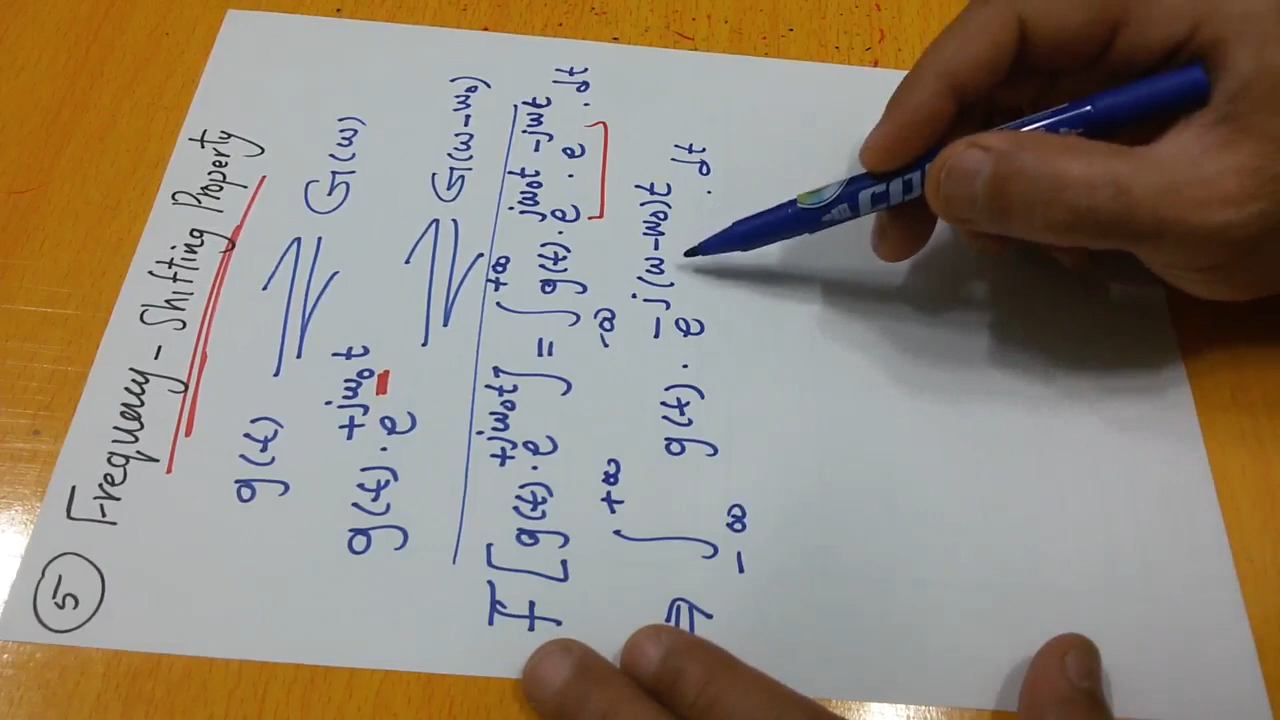 5 Frequency - Shifting Property
g(t) ⇌ G(ω)
g(t) . e^{+jω₀t} ⇌ G(ω-ω₀)
F [g(t) . e^{+jω₀t}] = ∫_{-∞}^{+∞} g(t) . e^{jω₀t} . e^{-jωt} . dt
⇒ ∫_{-∞}^{+∞} g(t) . e^{-j(ω-ω₀)t} . dt